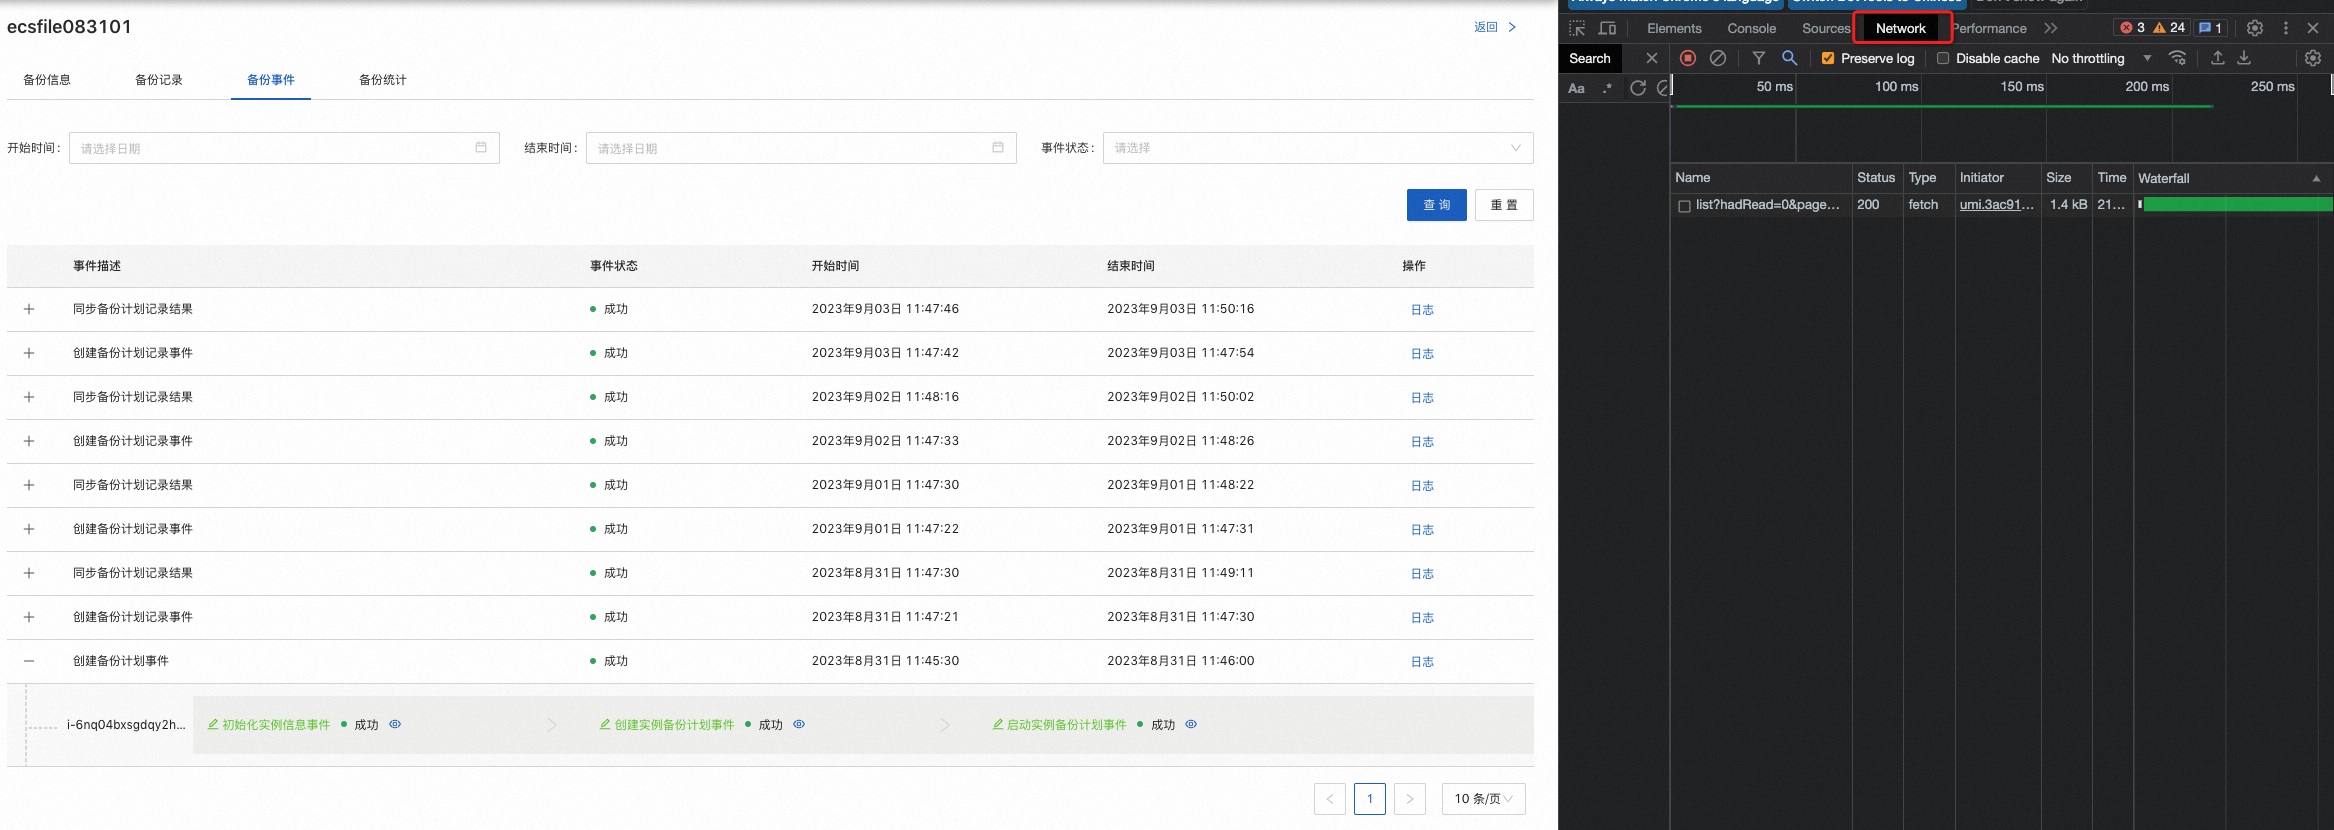 ecsfile083101
返回
备份信息 备份记录 备份事件 备份统计
开始时间: 请选择日期 结束时间: 请选择日期 事件状态: 请选择
查 询 重 置
事件描述 事件状态 开始时间 结束时间 操作
同步备份计划记录结果 成功 2023年9月03日 11:47:46 2023年9月03日 11:50:16 日志
创建备份计划记录事件 成功 2023年9月03日 11:47:42 2023年9月03日 11:47:54 日志
同步备份计划记录结果 成功 2023年9月02日 11:48:16 2023年9月02日 11:50:02 日志
创建备份计划记录事件 成功 2023年9月02日 11:47:33 2023年9月02日 11:48:26 日志
同步备份计划记录结果 成功 2023年9月01日 11:47:30 2023年9月01日 11:48:22 日志
创建备份计划记录事件 成功 2023年9月01日 11:47:22 2023年9月01日 11:47:31 日志
同步备份计划记录结果 成功 2023年8月31日 11:47:30 2023年8月31日 11:49:11 日志
创建备份计划记录事件 成功 2023年8月31日 11:47:21 2023年8月31日 11:47:30 日志
创建备份计划事件 成功 2023年8月31日 11:45:30 2023年8月31日 11:46:00 日志
i-6nq04bxsgdqy2h... 初始化实例信息事件 成功 创建实例备份计划事件 成功 启动实例备份计划事件 成功
1 10 条/页
Elements Console Sources Network Performance 3 24 1
Search Preserve log Disable cache No throttling
Aa .* 50 ms 100 ms 150 ms 200 ms 250 ms
Name Status Type Initiator Size Time Waterfall
list?hadRead=0&page... 200 fetch umi.3ac91... 1.4 kB 21...